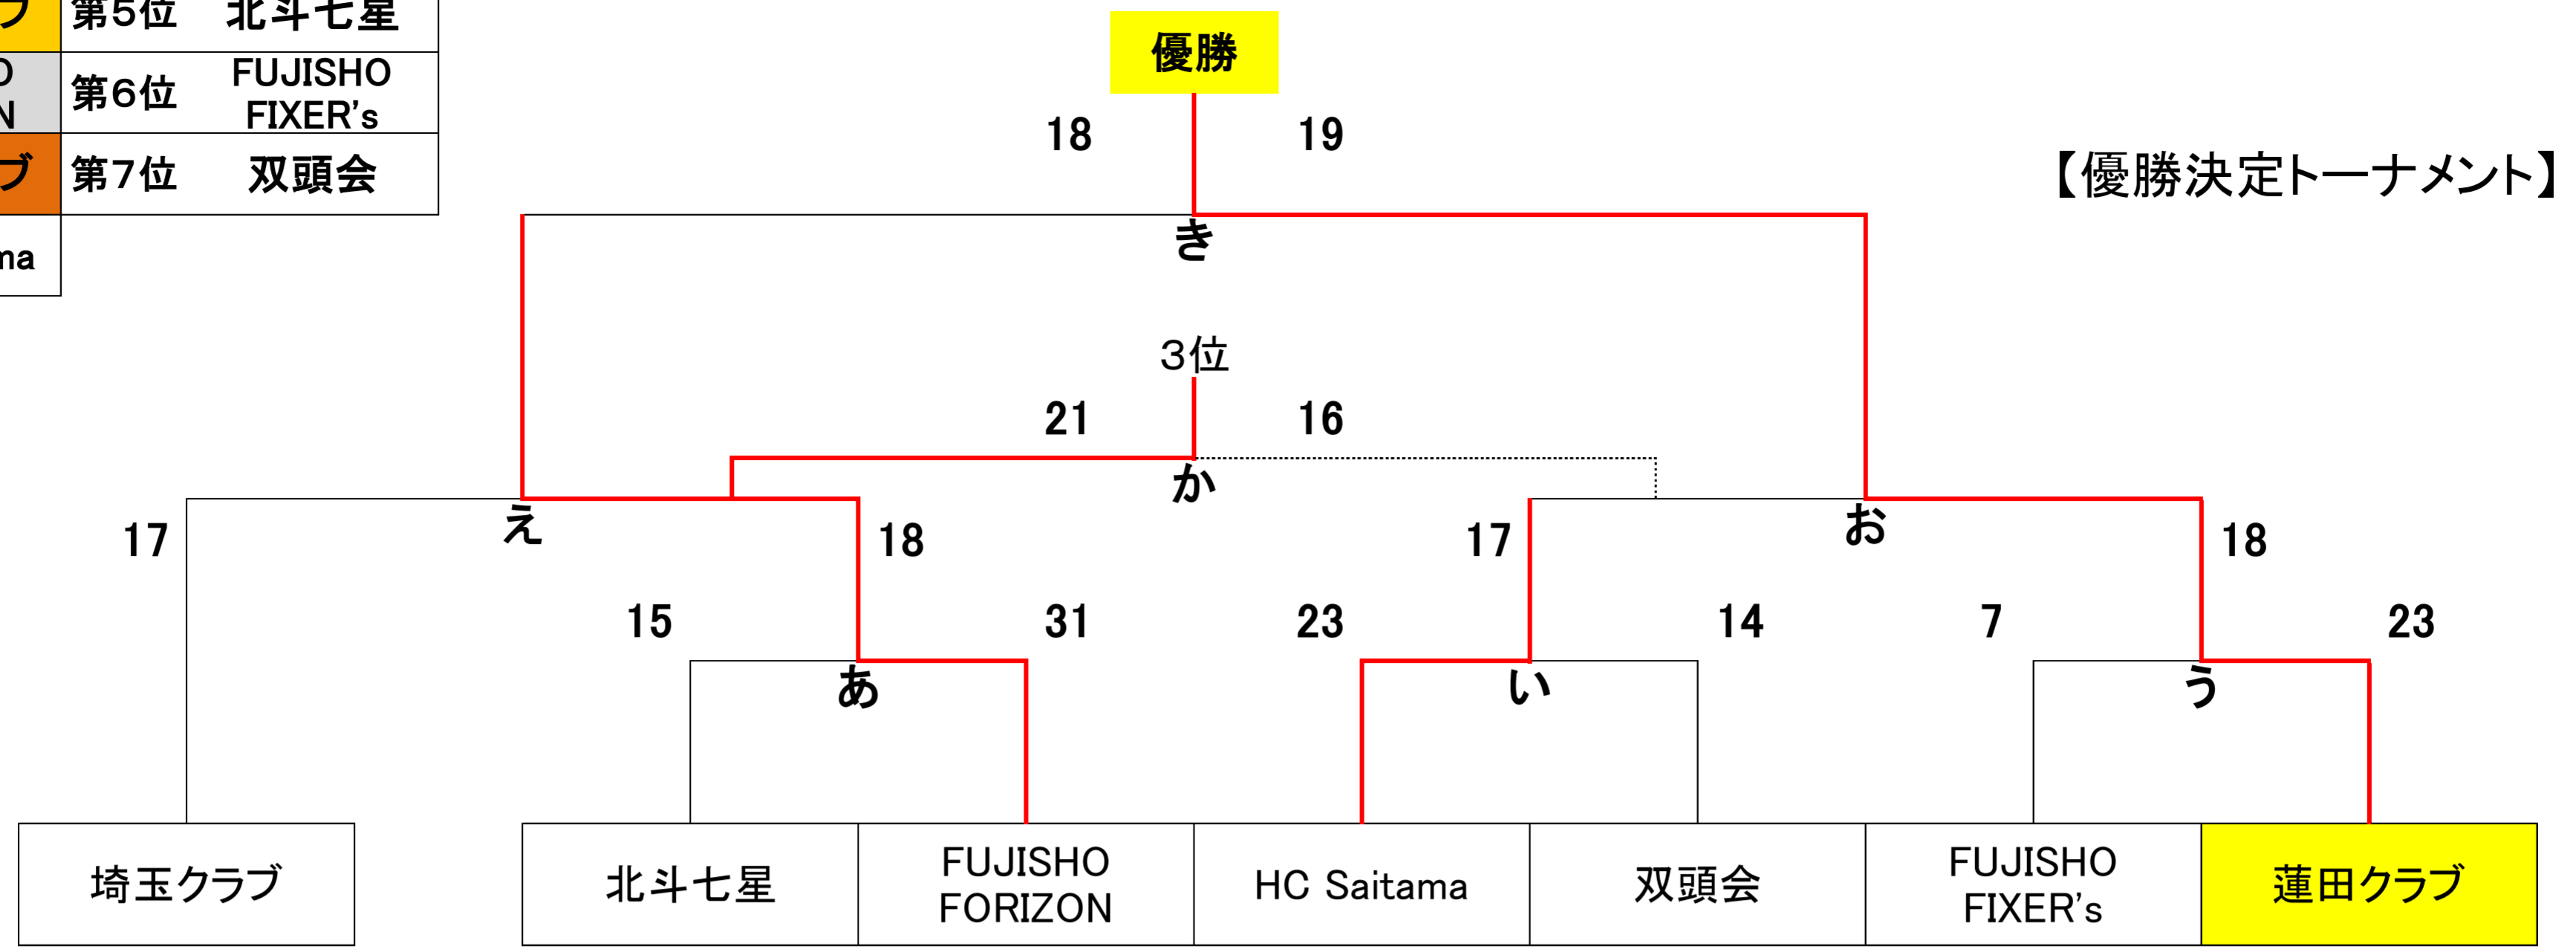 ブ 第5位 北斗七星
O 第6位 FUJISHO
N FIXER's
ブ 第7位 双頭会
ma
優勝
18 19
【優勝決定トーナメント】
き
3位
21 16
か
17 え 18 17 お 18
15 31 23 14 7 23
あ い う
埼玉クラブ
北斗七星
FUJISHO
FORIZON
HC Saitama
双頭会
FUJISHO
FIXER's
蓮田クラブ